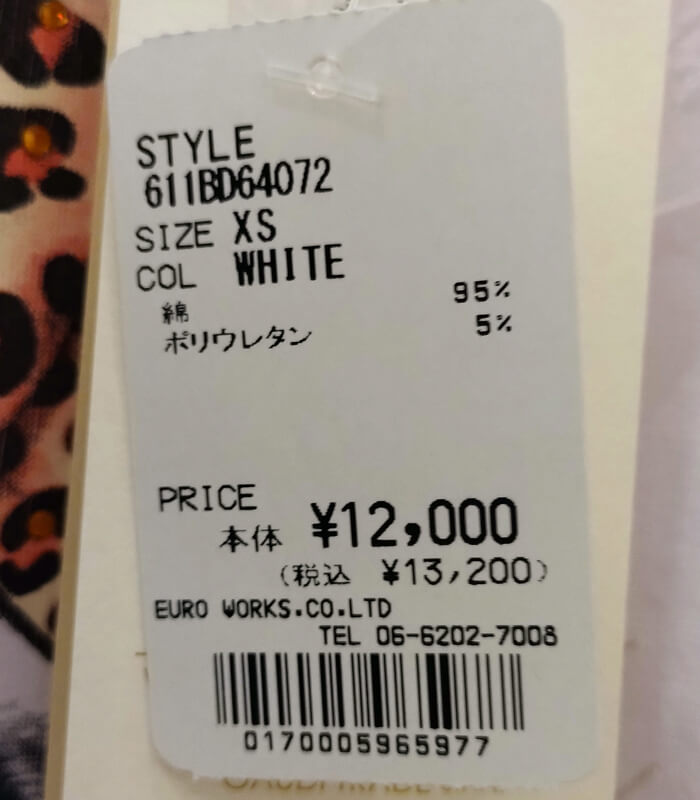 STYLE
611BD64072
SIZE XS
COL WHITE
綿 95%
ポリウレタン 5%
PRICE
本体 ¥12,000
(税込 ¥13,200)
EURO WORKS.CO.LTD
TEL 06-6202-7008
0170005965977